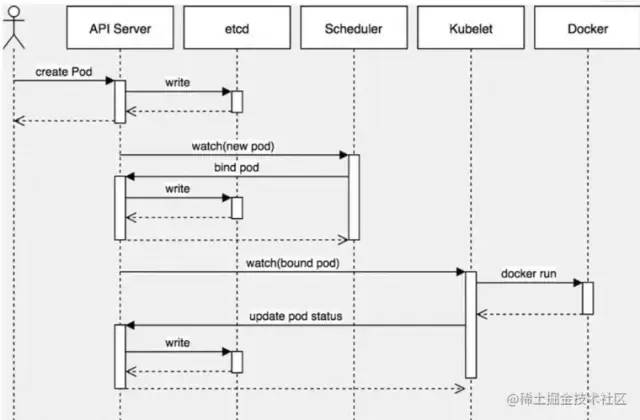 API Server
etcd
Scheduler
Kubelet
Docker
create Pod
write
watch(new pod)
bind pod
write
watch(bound pod)
docker run
update pod status
write
@稀土掘金技术社区